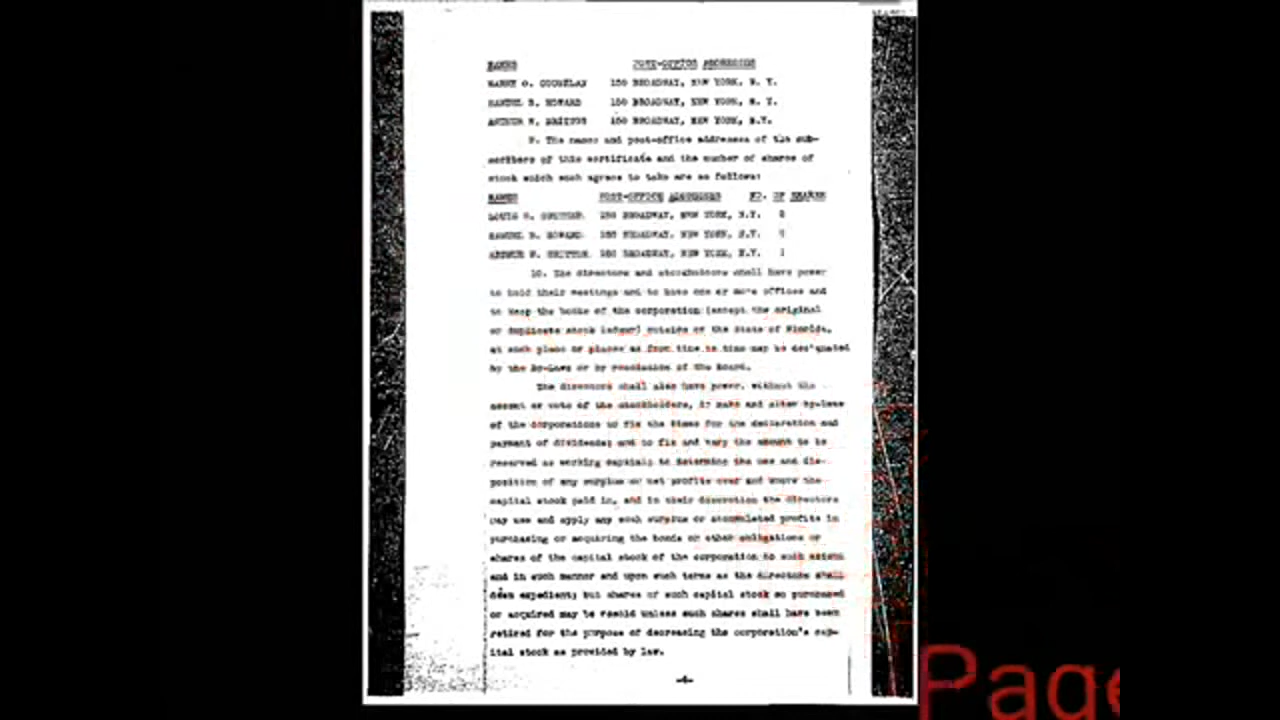 NAMES POST-OFFICE ADDRESSES
HARRY O. 150 BROADWAY, NEW YORK, N. Y.
SAMUEL B. HOWARD 150 BROADWAY, NEW YORK, N. Y.
ARTHUR W. BRITTON 150 BROADWAY, NEW YORK, N.Y.
9. The names and post-office addresses of the sub-
scribers of this certificate and the number of shares of
stock which each agrees to take are as follows:
NAMES POST-OFFICE ADDRESSES NO. OF SHARES
LOUIS 150 BROADWAY, NEW YORK, N.Y.
SAMUEL B. HOWARD 150 BROADWAY, NEW YORK, N.Y.
ARTHUR W. BRITTON 150 BROADWAY, NEW YORK, N.Y. 1
10. The directors and stockholders shall have power
to hold their meetings and to have one or more offices and
to keep the books of the corporation (except the original
or duplicate stock ledger) outside of the State of Florida,
at such place or places as from time to time may be designated
by the By-Laws or by resolution of the Board.
The directors shall also have power, without the
assent or vote of the stockholders, to make and alter by-laws
of the corporation; to fix the times for the declaration and
payment of dividends; and to fix and vary the amount to be
reserved as working capital; to determine the use and dis-
position of any surplus or net profits over and above the
capital stock paid in, and in their discretion the directors
may use and apply any such surplus or accumulated profits in
purchasing or acquiring the bonds or other obligations or
shares of the capital stock of the corporation to such extent
and in such manner and upon such terms as the directors shall
deem expedient; but shares of such capital stock so purchased
or acquired may be resold unless such shares shall have been
retired for the purpose of decreasing the corporation's cap-
ital stock as provided by law.
-4-
Page